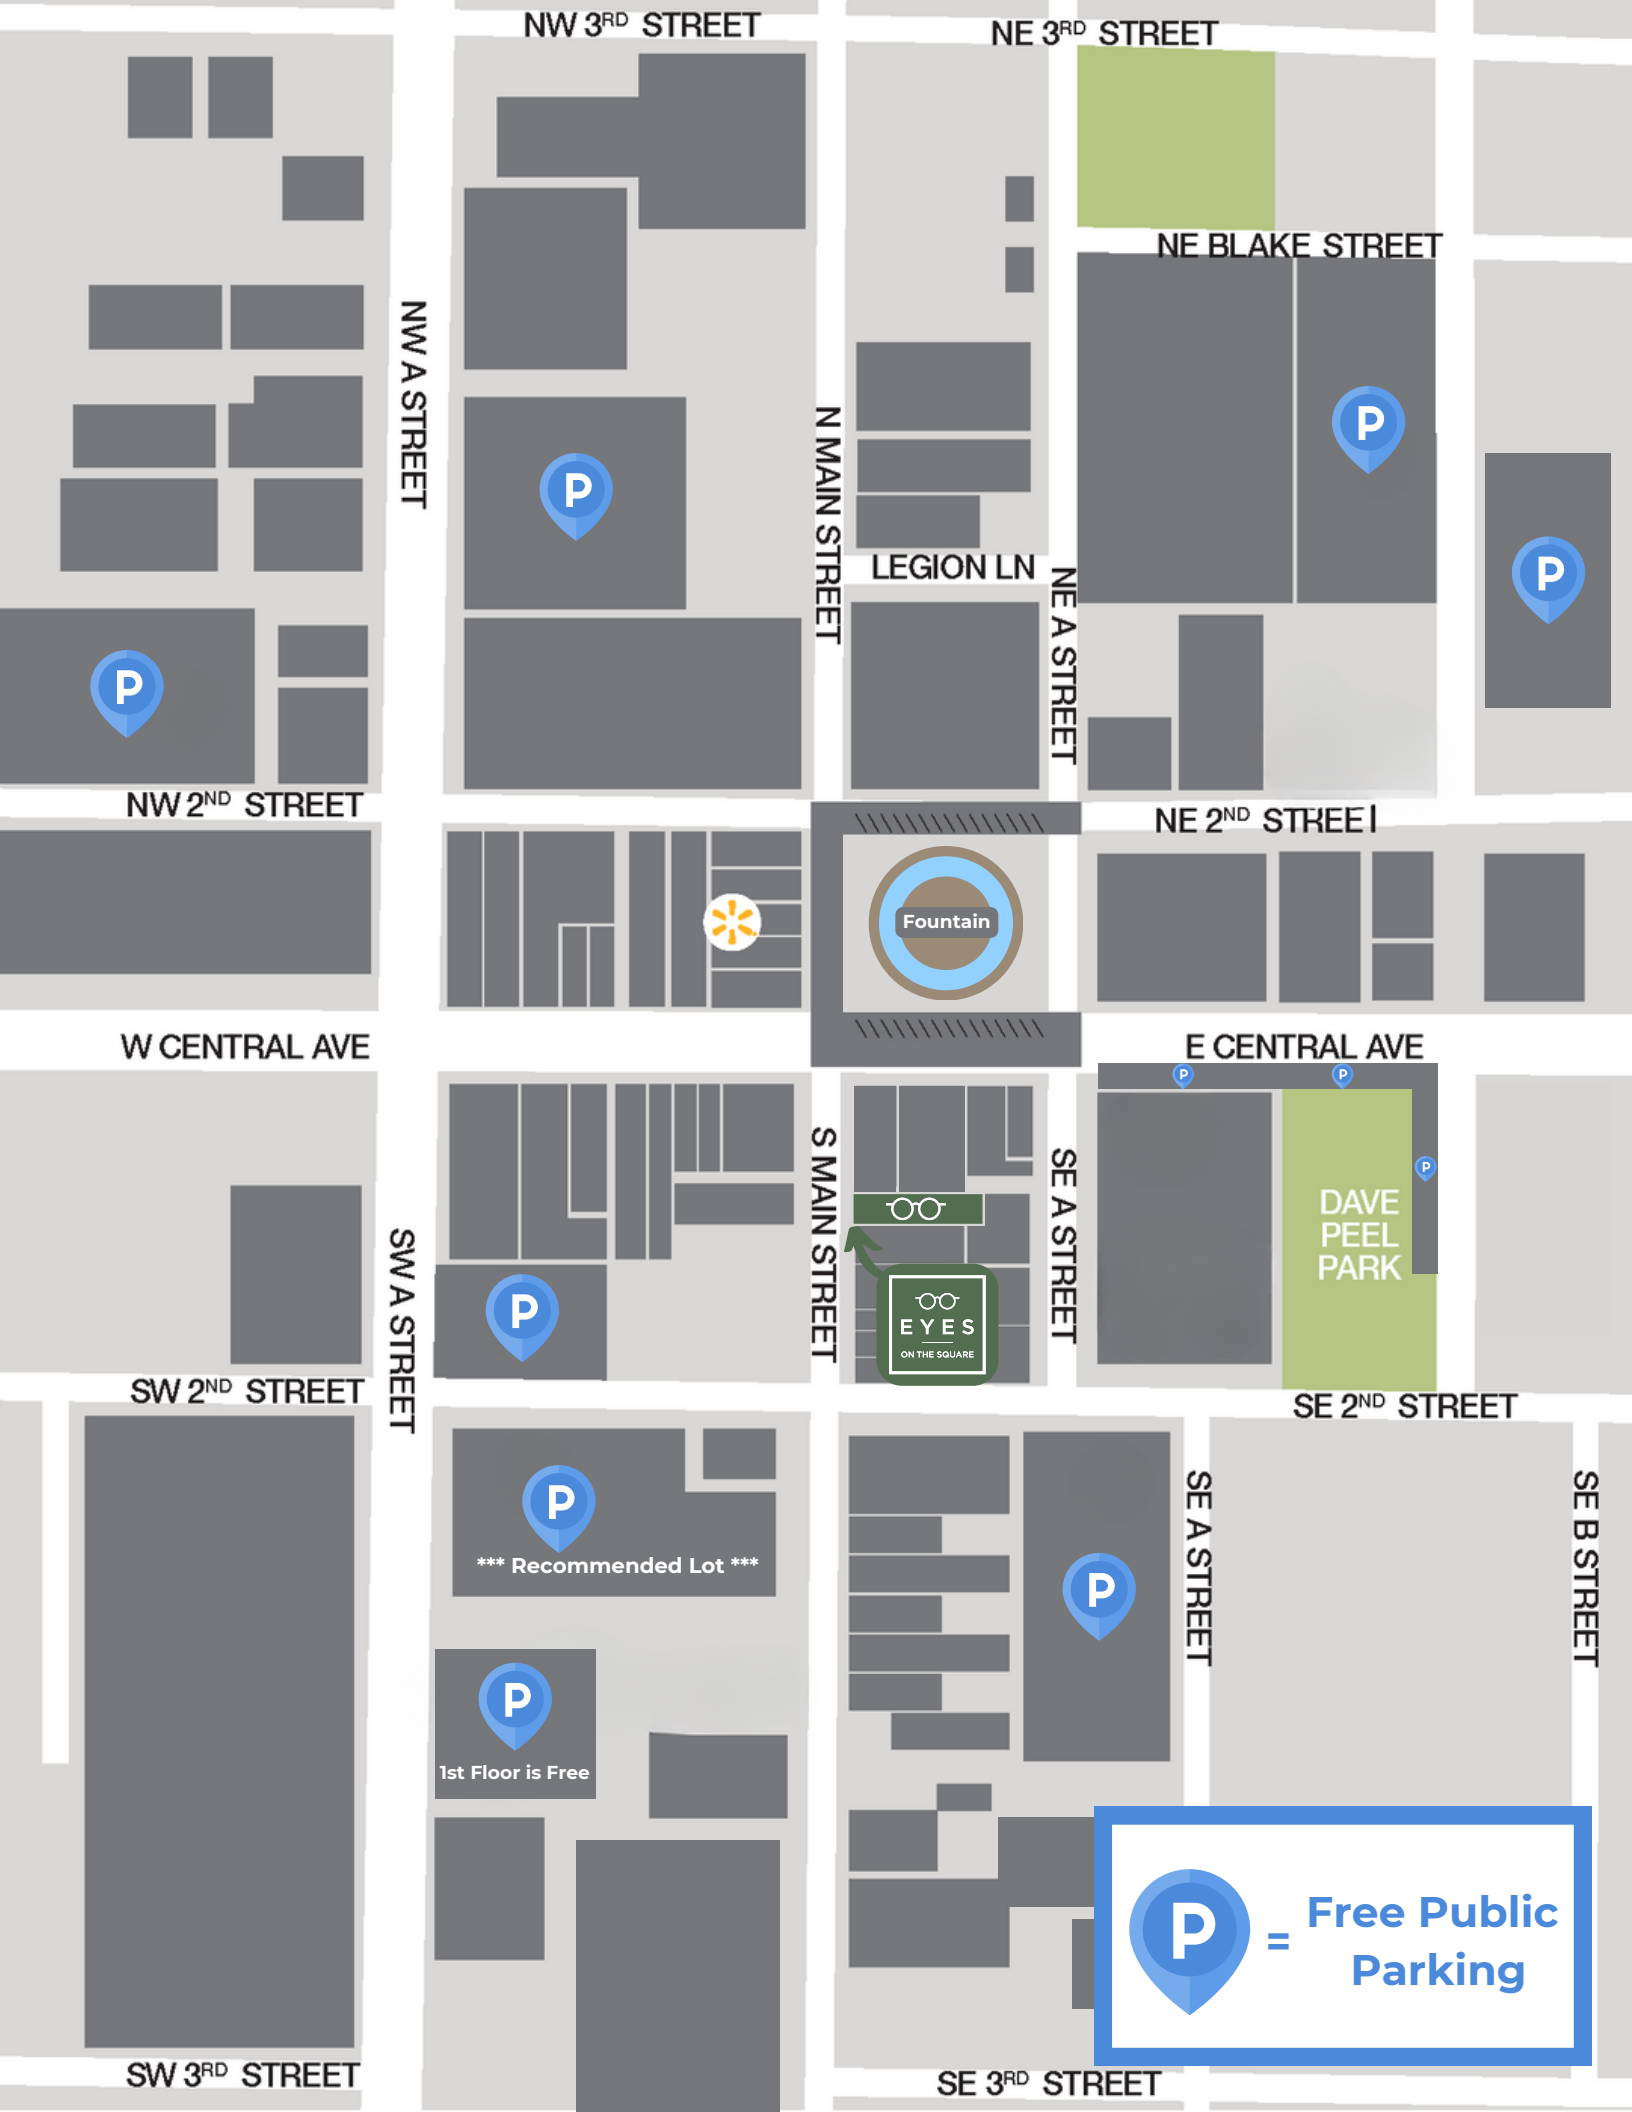 NW 3RD STREET
NE 3RD STREET
NE BLAKE STREET
NW A STREET
P
P
N MAIN STREET
LEGION LN
P
NE A STREET
P
NW 2ND STREET
NE 2ND STREET
Fountain
W CENTRAL AVE
E CENTRAL AVE
P
P
P
S MAIN STREET
SE A STREET
DAVE
PEEL
PARK
SW A STREET
P
EYES
ON THE SQUARE
SW 2ND STREET
SE 2ND STREET
P
*** Recommended Lot ***
P
SE A STREET
SE B STREET
P
1st Floor is Free
P
=
Free Public
Parking
SW 3RD STREET
SE 3RD STREET